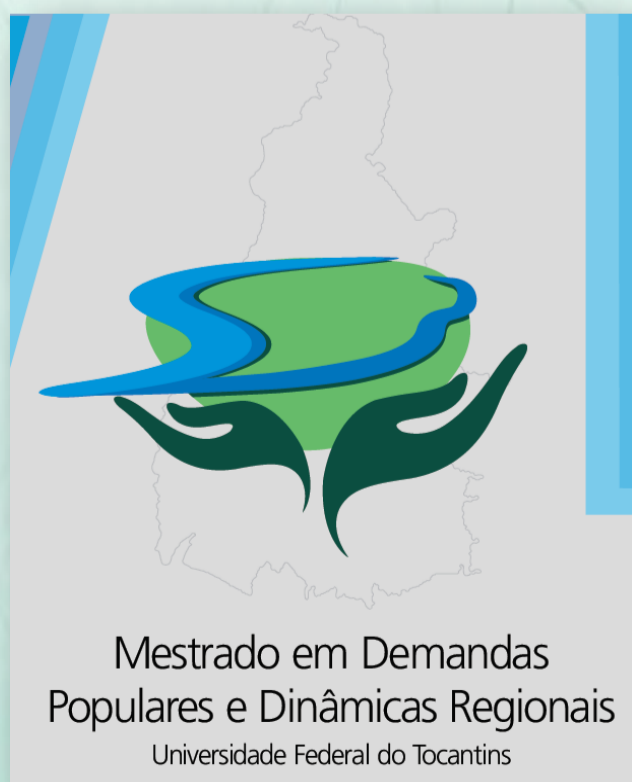 Mestrado em Demandas
Populares e Dinâmicas Regionais
Universidade Federal do Tocantins